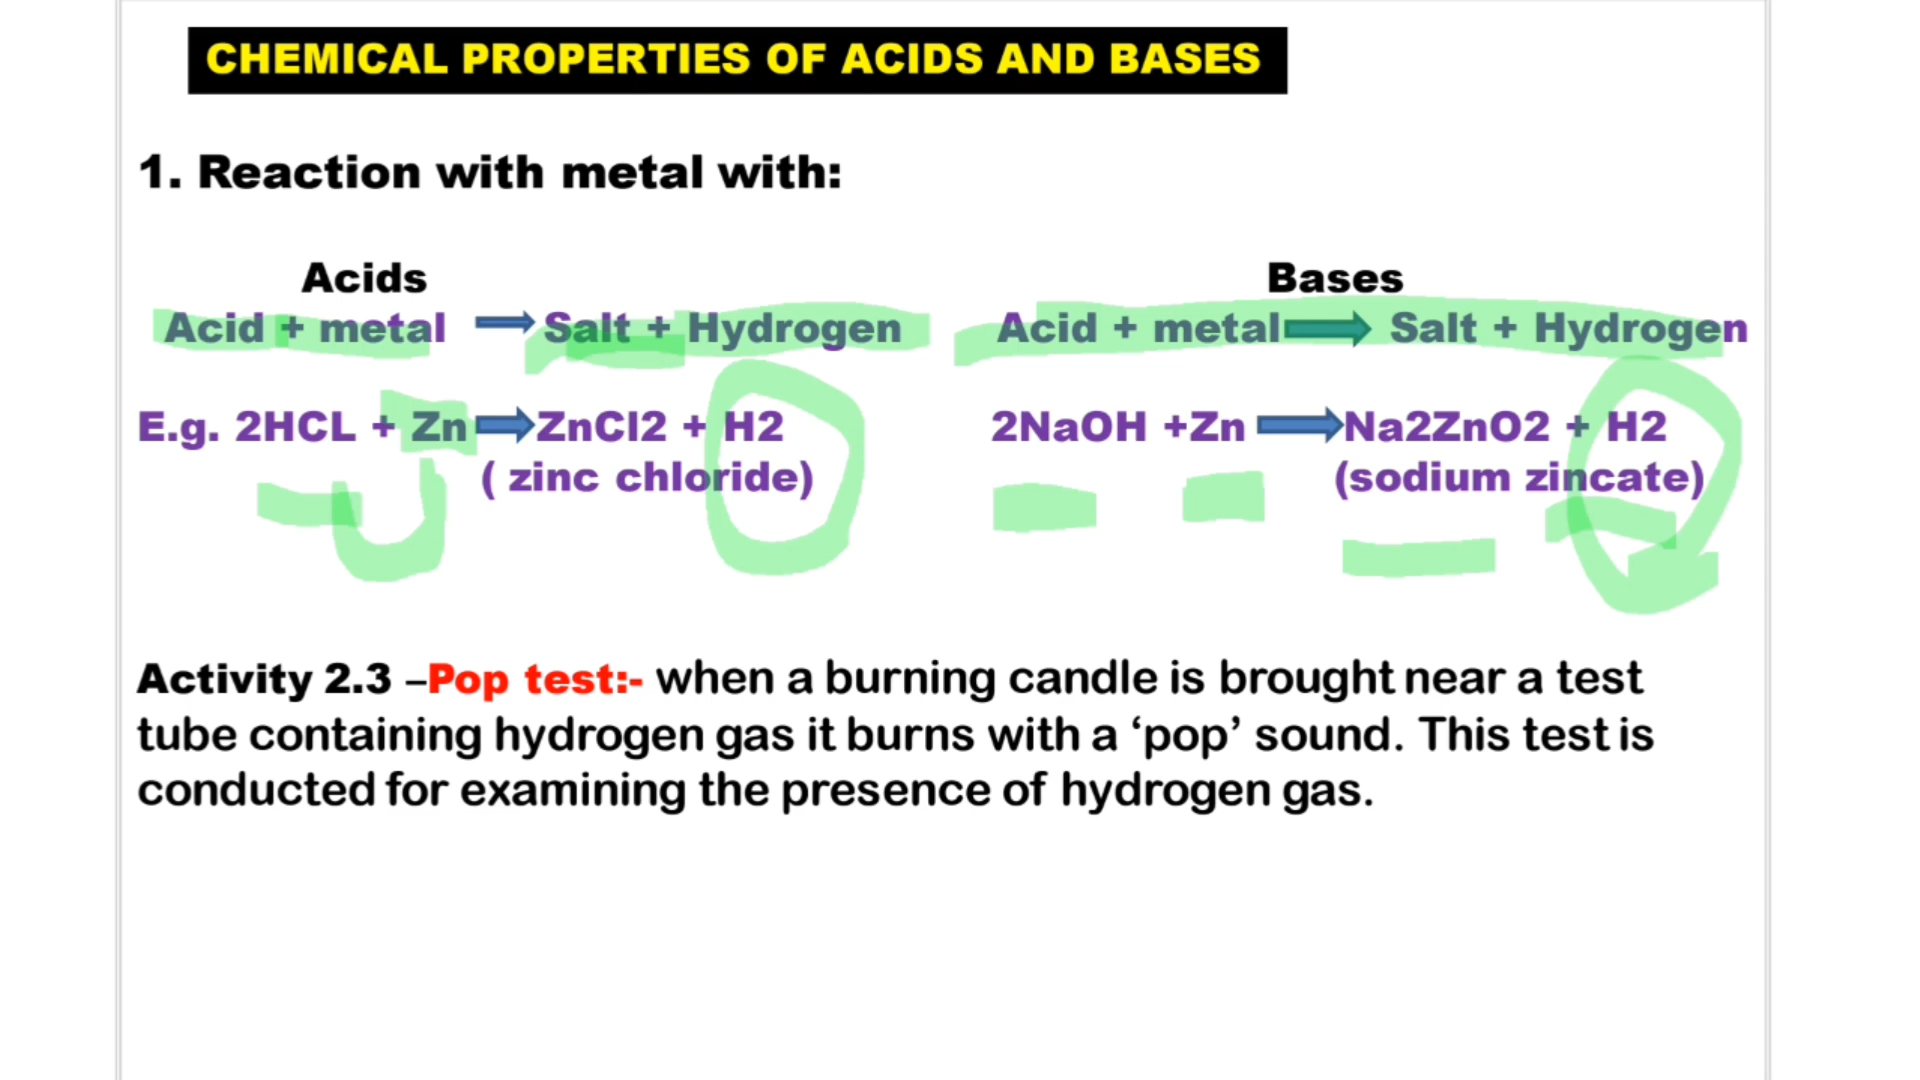 CHEMICAL PROPERTIES OF ACIDS AND BASES
1. Reaction with metal with:
Acids
Acid + metal Salt + Hydrogen
E.g. 2HCL + Zn ZnCl2 + H2
( zinc chloride)
Bases
Acid + metal Salt + Hydrogen
2NaOH +Zn Na2ZnO2 + H2
(sodium zincate)
Activity 2.3 –Pop test:- when a burning candle is brought near a test
tube containing hydrogen gas it burns with a ‘pop’ sound. This test is
conducted for examining the presence of hydrogen gas.